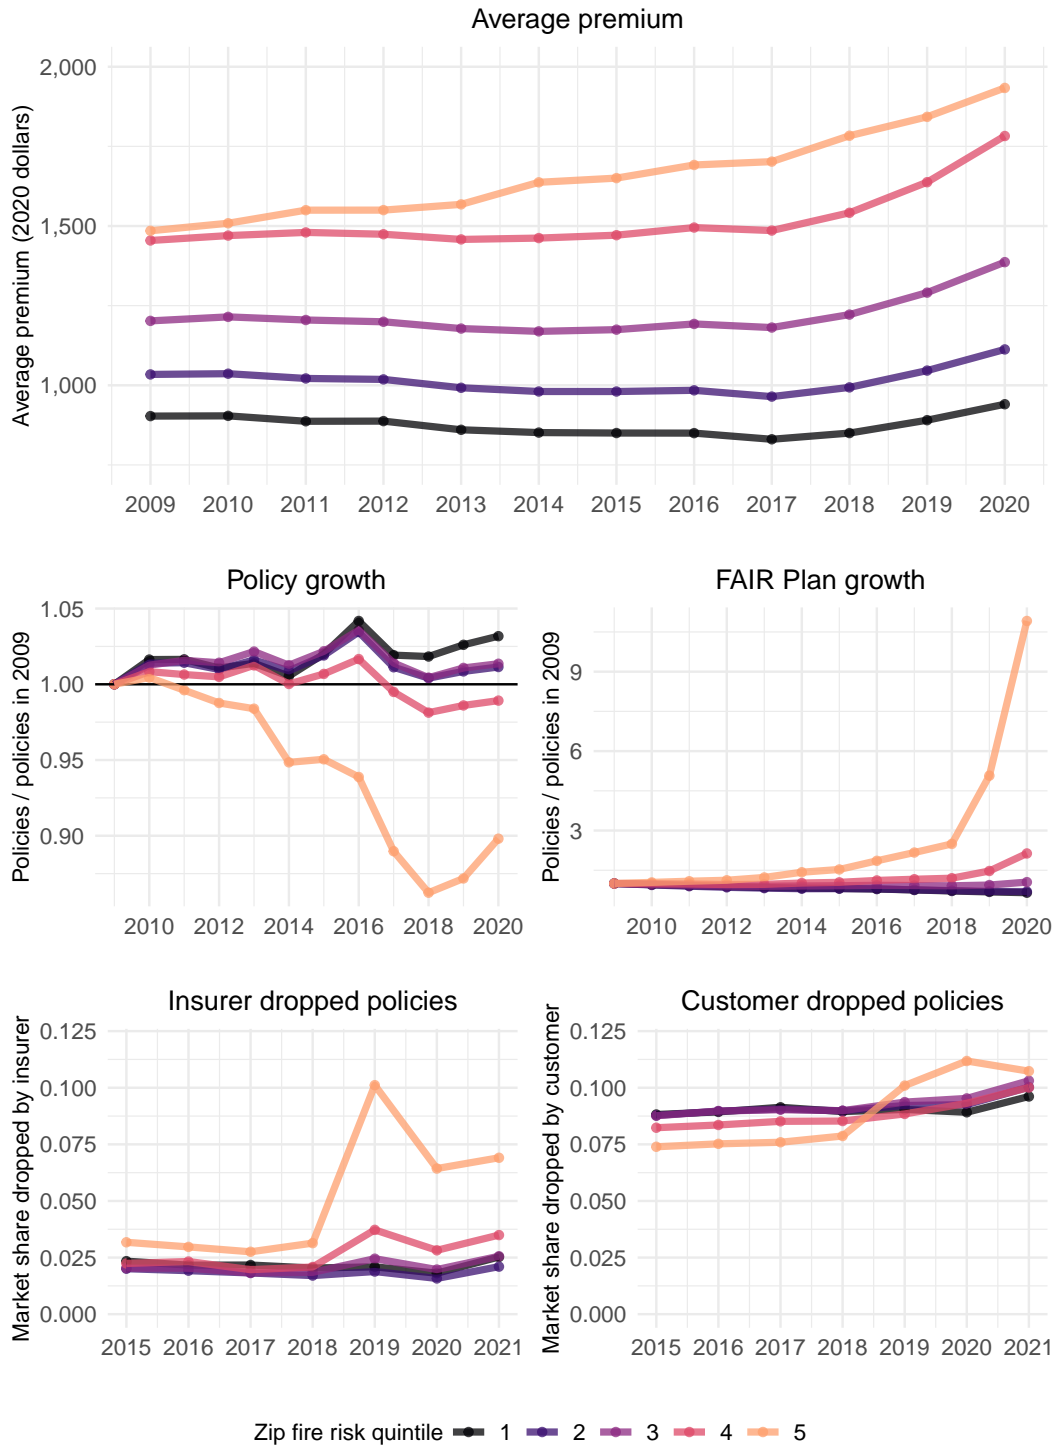 Average premium
Average premium (2020 dollars)
2,000
1,500
1,000
2009 2010 2011 2012 2013 2014 2015 2016 2017 2018 2019 2020
Policy growth
Policies / policies in 2009
1.05
1.00
0.95
0.90
2010 2012 2014 2016 2018 2020
FAIR Plan growth
Policies / policies in 2009
9
6
3
2010 2012 2014 2016 2018 2020
Insurer dropped policies
Market share dropped by insurer
0.125
0.100
0.075
0.050
0.025
0.000
2015 2016 2017 2018 2019 2020 2021
Customer dropped policies
Market share dropped by customer
0.125
0.100
0.075
0.050
0.025
0.000
2015 2016 2017 2018 2019 2020 2021
Zip fire risk quintile 1 2 3 4 5